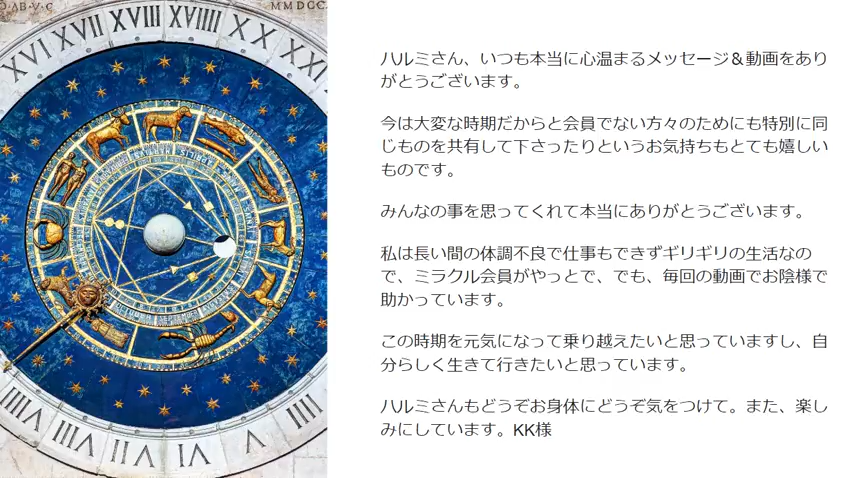 D·AB·V·C
MMDCC
XVI XVII XVIII XVIIII XX XXI
ハルミさん、いつも本当に心温まるメッセージ＆動画をあり
がとうございます。
今は大変な時期だからと会員でない方々のためにも特別に同
じものを共有して下さったりというお気持ちもとても嬉しい
ものです。
みんなの事を思ってくれて本当にありがとうございます。
私は長い間の体調不良で仕事もできずギリギリの生活なの
で、ミラクル会員がやっとで、でも、毎回の動画でお陰様で
助かっています。
この時期を元気になって乗り越えたいと思っていますし、自
分らしく生きて行きたいと思っています。
ハルミさんもどうぞお身体にどうぞ気をつけて。また、楽し
みにしています。KK様
VIIII VIII VII VI V IIII